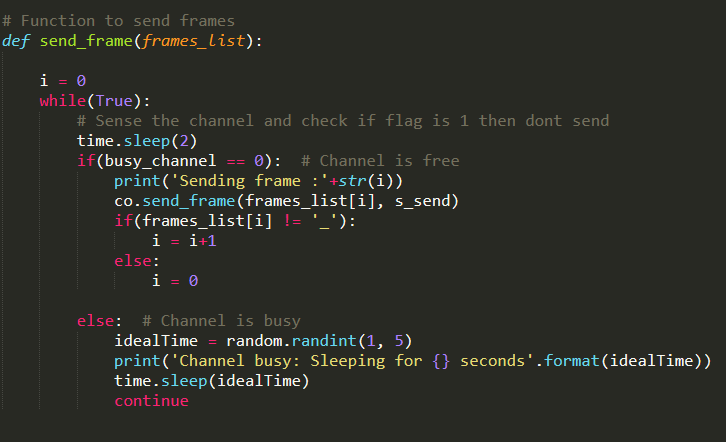 # Function to send frames
def send_frame(frames_list):
i = 0
while(True):
# Sense the channel and check if flag is 1 then dont send
time.sleep(2)
if(busy_channel == 0):  # Channel is free
print('Sending frame :'+str(i))
co.send_frame(frames_list[i], s_send)
if(frames_list[i] != '_'):
i = i+1
else:
i = 0
else:  # Channel is busy
idealTime = random.randint(1, 5)
print('Channel busy: Sleeping for {} seconds'.format(idealTime))
time.sleep(idealTime)
continue